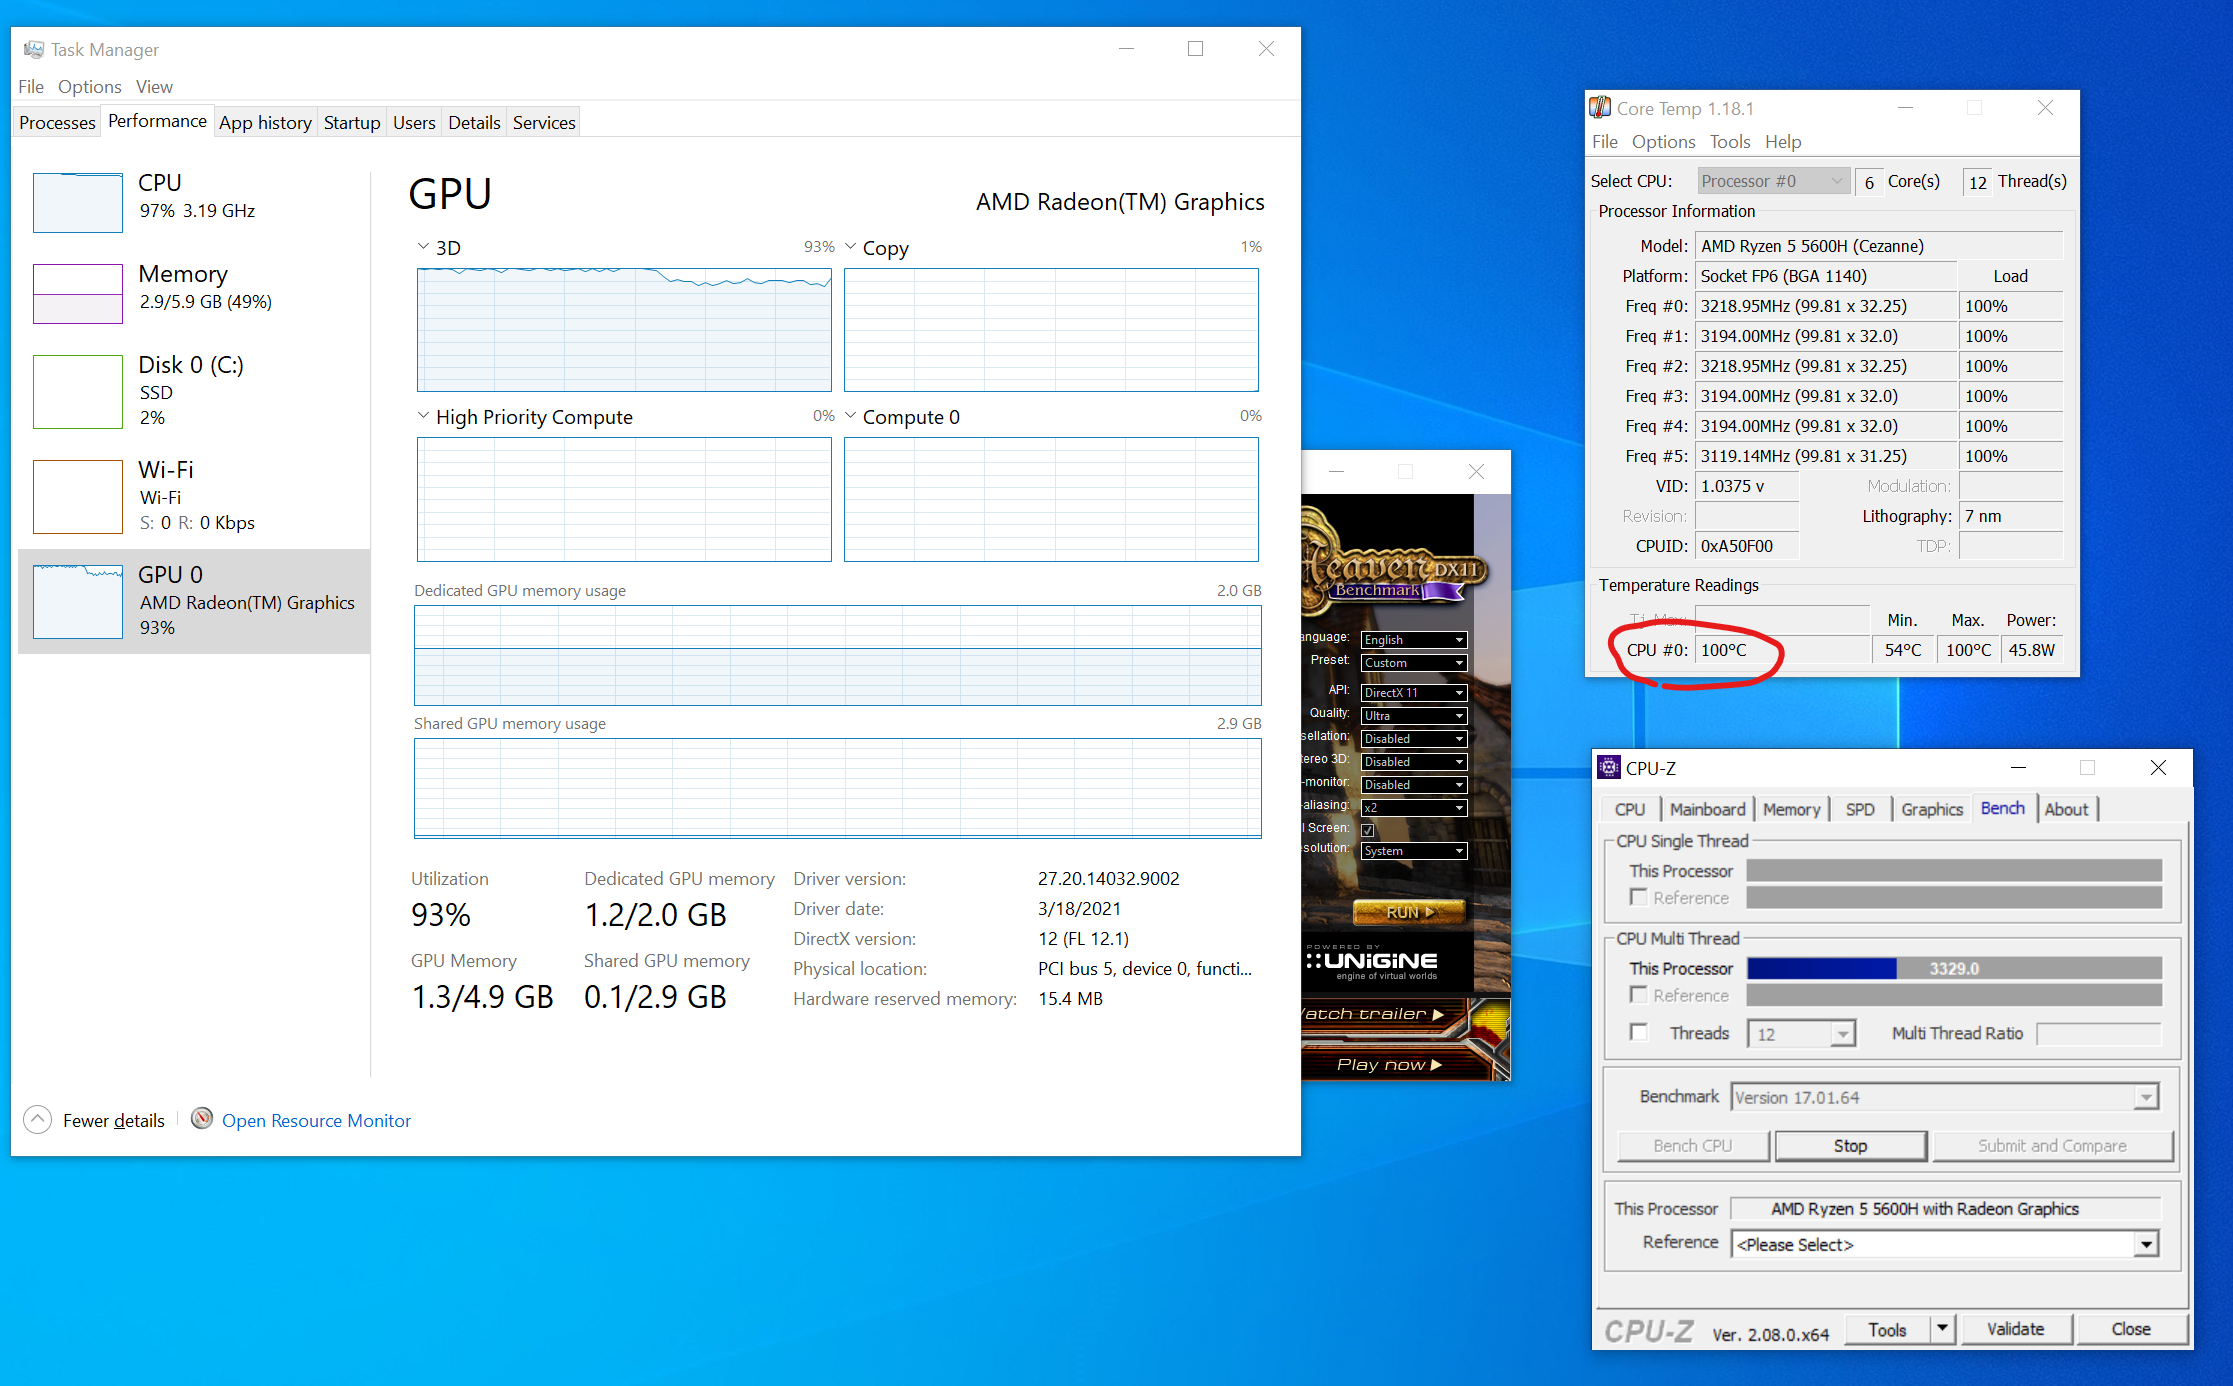 Task Manager
File Options View
Processes Performance App history Startup Users Details Services
CPU
97% 3.19 GHz
Memory
2.9/5.9 GB (49%)
Disk 0 (C:)
SSD
2%
Wi-Fi
Wi-Fi
S: 0 R: 0 Kbps
GPU 0
AMD Radeon(TM) Graphics
93%
GPU
AMD Radeon(TM) Graphics
3D 93% Copy 1%
High Priority Compute 0% Compute 0 0%
Dedicated GPU memory usage 2.0 GB
Shared GPU memory usage 2.9 GB
Utilization
93%
Dedicated GPU memory
1.2/2.0 GB
GPU Memory
1.3/4.9 GB
Shared GPU memory
0.1/2.9 GB
Driver version: 27.20.14032.9002
Driver date: 3/18/2021
DirectX version: 12 (FL 12.1)
Physical location: PCI bus 5, device 0, functi...
Hardware reserved memory: 15.4 MB
Fewer details Open Resource Monitor
Heaven DX11
Benchmark
anguage: English
Preset: Custom
API: DirectX 11
Quality: Ultra
sellation: Disabled
tereo 3D: Disabled
-monitor: Disabled
-aliasing: x2
l Screen:
solution: System
RUN
POWERED BY
UNIGINE
engine of virtual worlds
Watch trailer
Play now
Core Temp 1.18.1
File Options Tools Help
Select CPU: Processor #0 6 Core(s) 12 Thread(s)
Processor Information
Model: AMD Ryzen 5 5600H (Cezanne)
Platform: Socket FP6 (BGA 1140) Load
Freq #0: 3218.95MHz (99.81 x 32.25) 100%
Freq #1: 3194.00MHz (99.81 x 32.0) 100%
Freq #2: 3218.95MHz (99.81 x 32.25) 100%
Freq #3: 3194.00MHz (99.81 x 32.0) 100%
Freq #4: 3194.00MHz (99.81 x 32.0) 100%
Freq #5: 3119.14MHz (99.81 x 31.25) 100%
VID: 1.0375 v Modulation:
Revision: Lithography: 7 nm
CPUID: 0xA50F00 TDP:
Temperature Readings
Tj. Max: Min. Max. Power:
CPU #0: 100°C 54°C 100°C 45.8W
CPU-Z
CPU Mainboard Memory SPD Graphics Bench About
CPU Single Thread
This Processor
Reference
CPU Multi Thread
This Processor 3329.0
Reference
Threads 12 Multi Thread Ratio
Benchmark Version 17.01.64
Bench CPU Stop Submit and Compare
This Processor AMD Ryzen 5 5600H with Radeon Graphics
Reference <Please Select>
CPU-Z Ver. 2.08.0.x64 Tools Validate Close